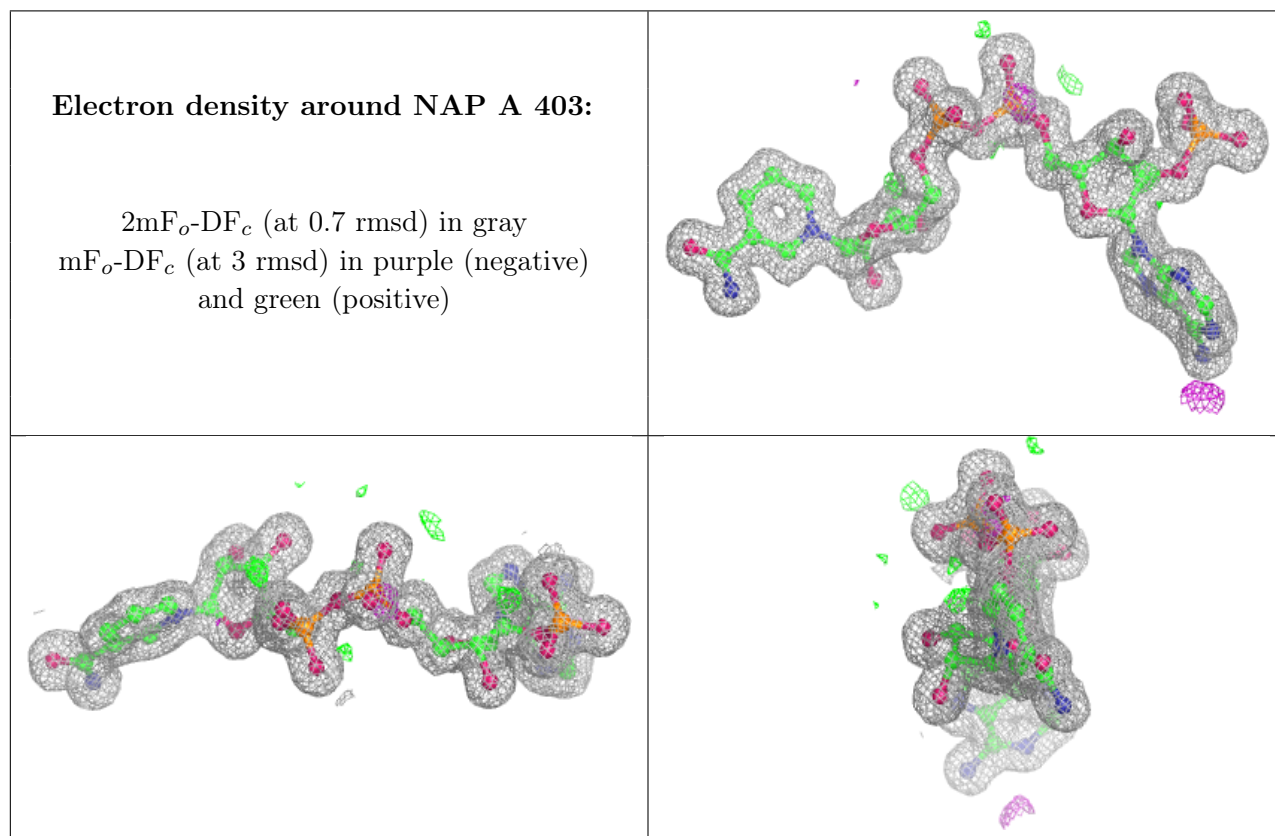 Electron density around NAP A 403:
2mFo-DFc (at 0.7 rmsd) in gray
mFo-DFc (at 3 rmsd) in purple (negative)
and green (positive)